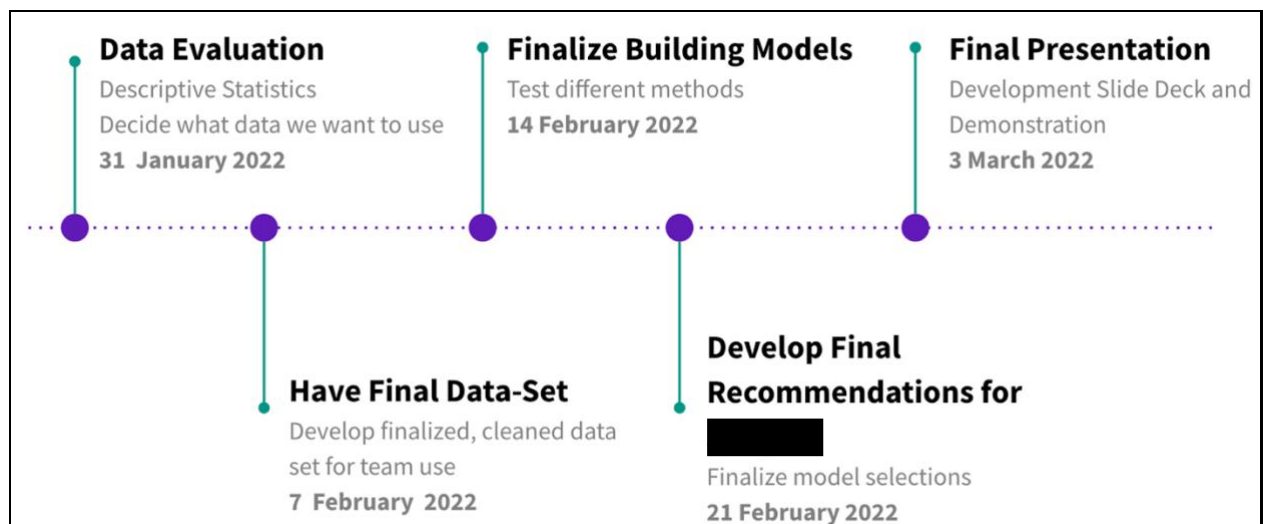 Data Evaluation
Descriptive Statistics
Decide what data we want to use
31 January 2022
Have Final Data-Set
Develop finalized, cleaned data
set for team use
7 February 2022
Finalize Building Models
Test different methods
14 February 2022
Develop Final
Recommendations for
Finalize model selections
21 February 2022
Final Presentation
Development Slide Deck and
Demonstration
3 March 2022